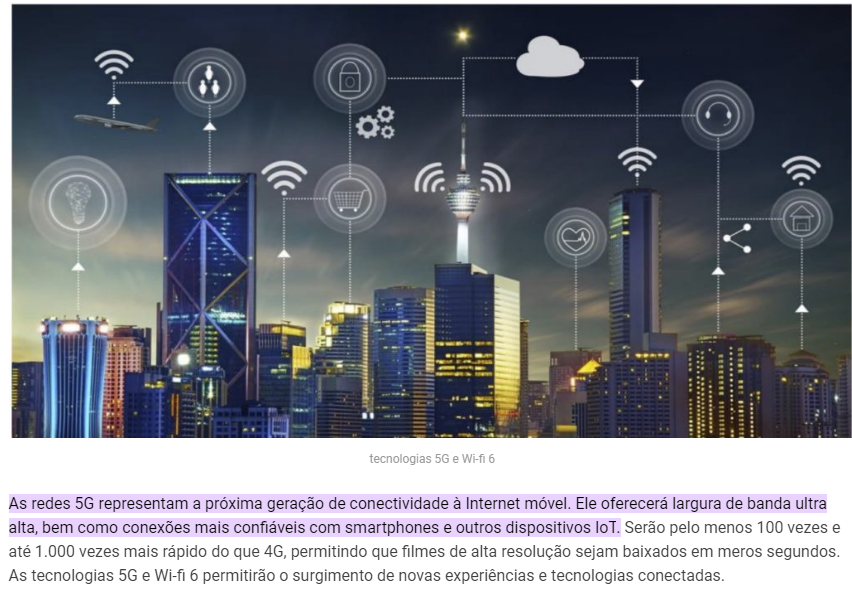 tecnologias 5G e Wi-fi 6
As redes 5G representam a próxima geração de conectividade à Internet móvel. Ele oferecerá largura de banda ultra
alta, bem como conexões mais confiáveis com smartphones e outros dispositivos IoT. Serão pelo menos 100 vezes e
até 1.000 vezes mais rápido do que 4G, permitindo que filmes de alta resolução sejam baixados em meros segundos.
As tecnologias 5G e Wi-fi 6 permitirão o surgimento de novas experiências e tecnologias conectadas.